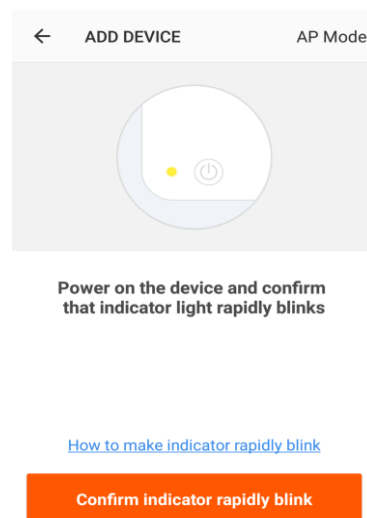 ADD DEVICE AP Mode
Power on the device and confirm
that indicator light rapidly blinks
How to make indicator rapidly blink
Confirm indicator rapidly blink